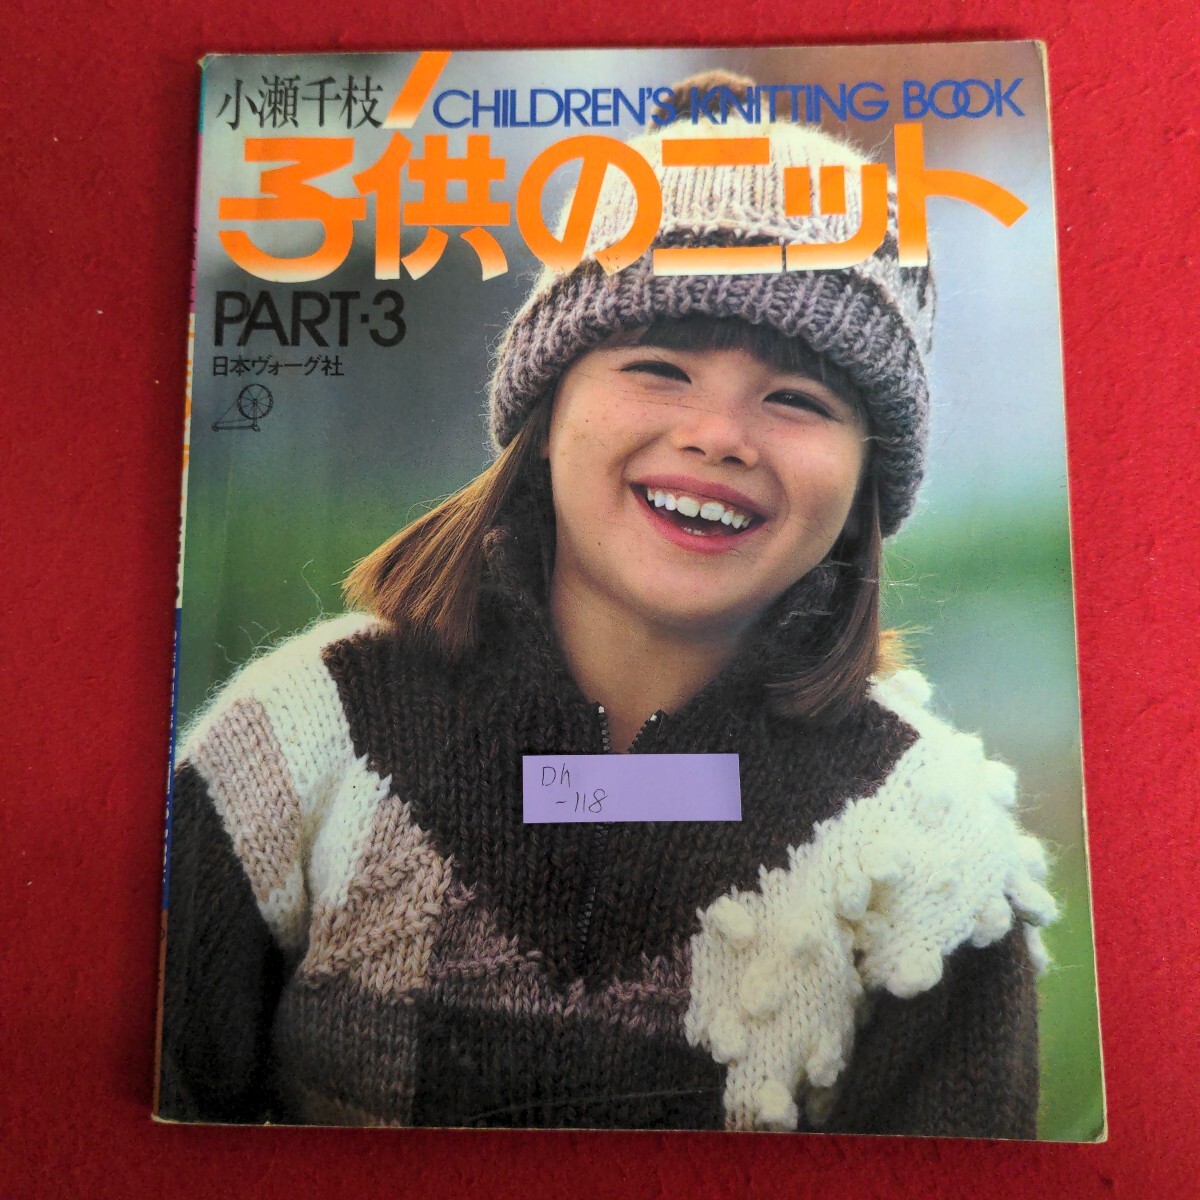 小瀬千枝/CHILDREN'S KNITTING BOOK
子供のニット
PART・3
日本ヴォーグ社
Dh
-118